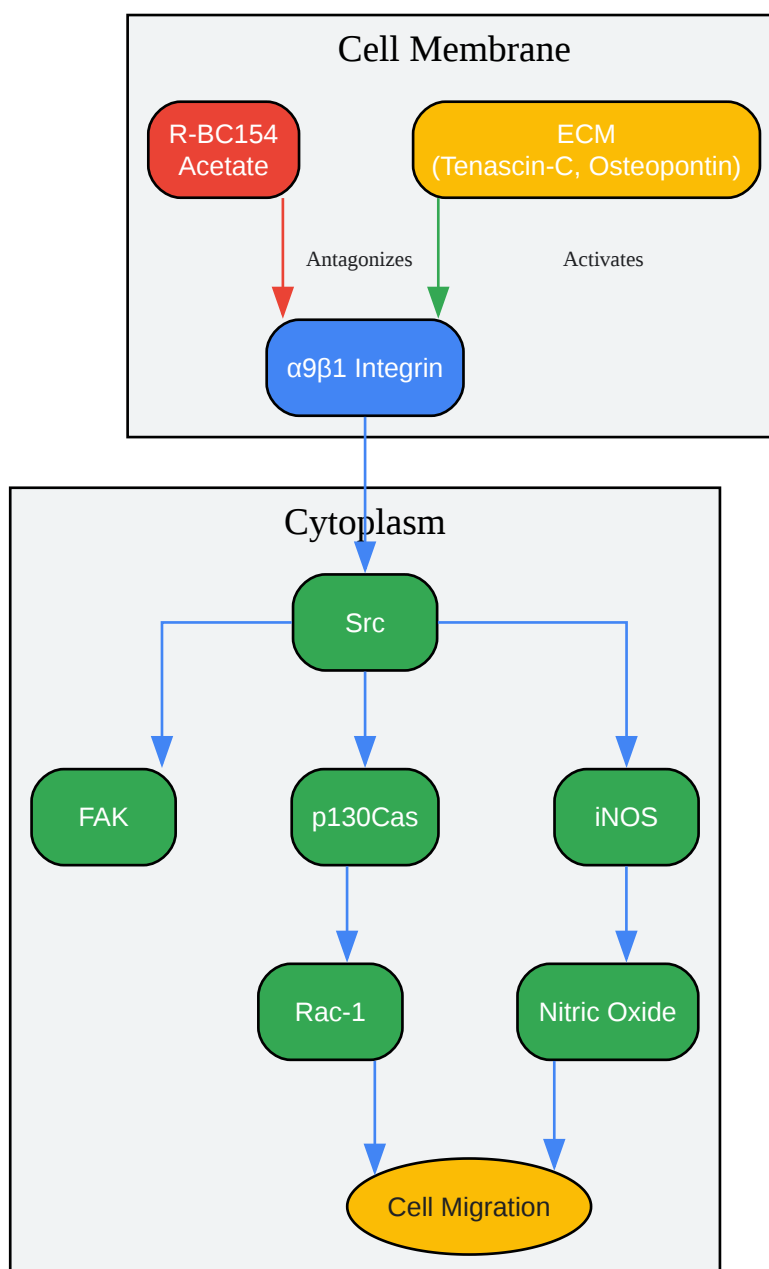 Cell Membrane
R-BC154
Acetate
ECM
(Tenascin-C, Osteopontin)
Antagonizes
Activates
α9β1 Integrin
Cytoplasm
Src
FAK
p130Cas
iNOS
Rac-1
Nitric Oxide
Cell Migration